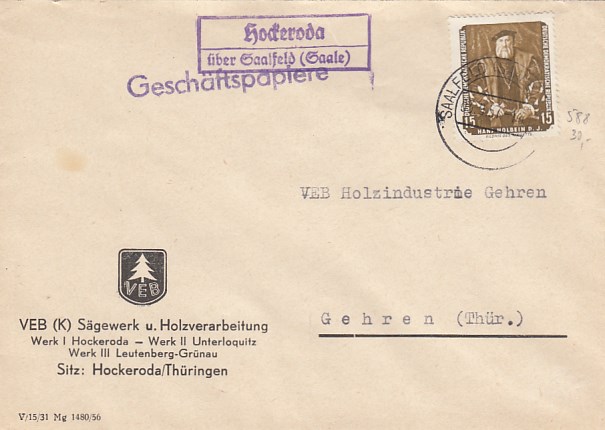 Hockeroda
über Saalfeld (Saale)
Geschäftspapiere
DEUTSCHE DEMOKRATISCHE REPUBLIK
15 15
HANS HOLBEIN D. J.
SAALFELD
588
30,-
VEB Holzindustrie Gehren
Gehren (Thür.)
VEB
VEB (K) Sägewerk u. Holzverarbeitung
Werk I Hockeroda — Werk II Unterloquitz
Werk III Leutenberg-Grünau
Sitz: Hockeroda/Thüringen
V/15/31 Mg 1480/56